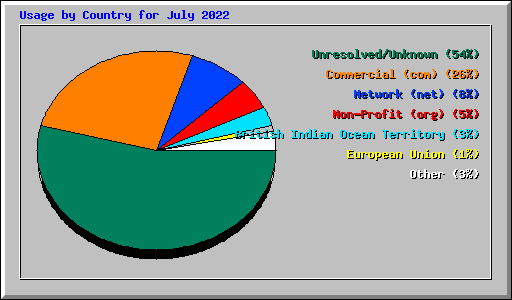 Usage by Country for July 2022
Unresolved/Unknown (54%)
Commercial (com) (26%)
Network (net) (8%)
Non-Profit (org) (5%)
British Indian Ocean Territory (3%)
European Union (1%)
Other (3%)